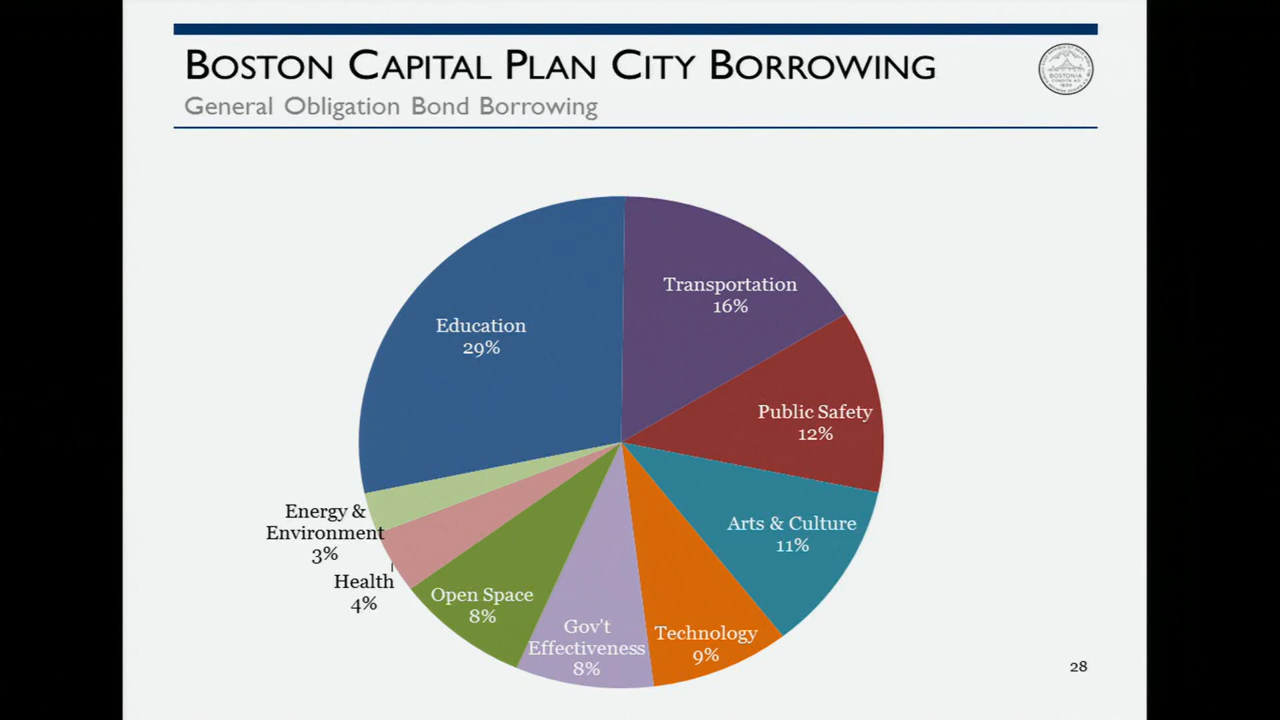 BOSTON CAPITAL PLAN CITY BORROWING
General Obligation Bond Borrowing
BOSTONIA
Transportation
16%
Education
29%
Public Safety
12%
Arts & Culture
11%
Energy &
Environment
3%
Health
4%
Open Space
8%
Gov't
Effectiveness
8%
Technology
9%
28